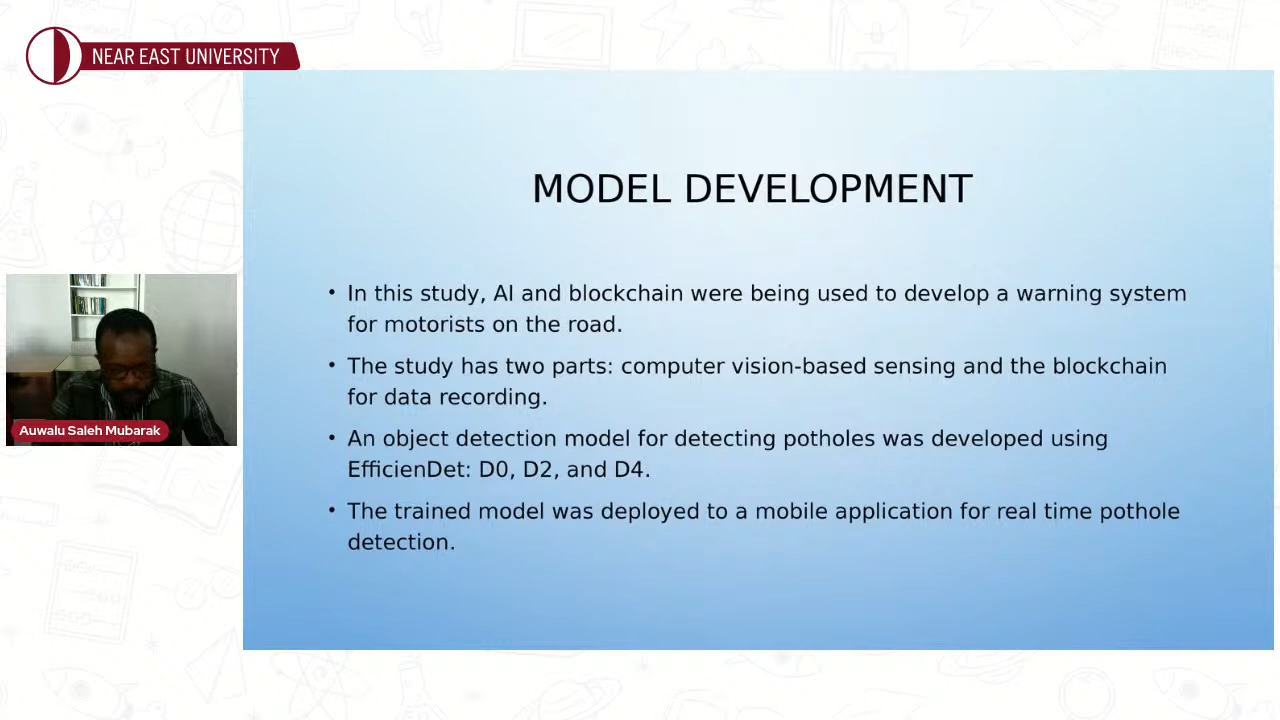 NEAR EAST UNIVERSITY
MODEL DEVELOPMENT
• In this study, AI and blockchain were being used to develop a warning system
for motorists on the road.
• The study has two parts: computer vision-based sensing and the blockchain
for data recording.
• An object detection model for detecting potholes was developed using
EfficienDet: D0, D2, and D4.
• The trained model was deployed to a mobile application for real time pothole
detection.
Auwalu Saleh Mubarak